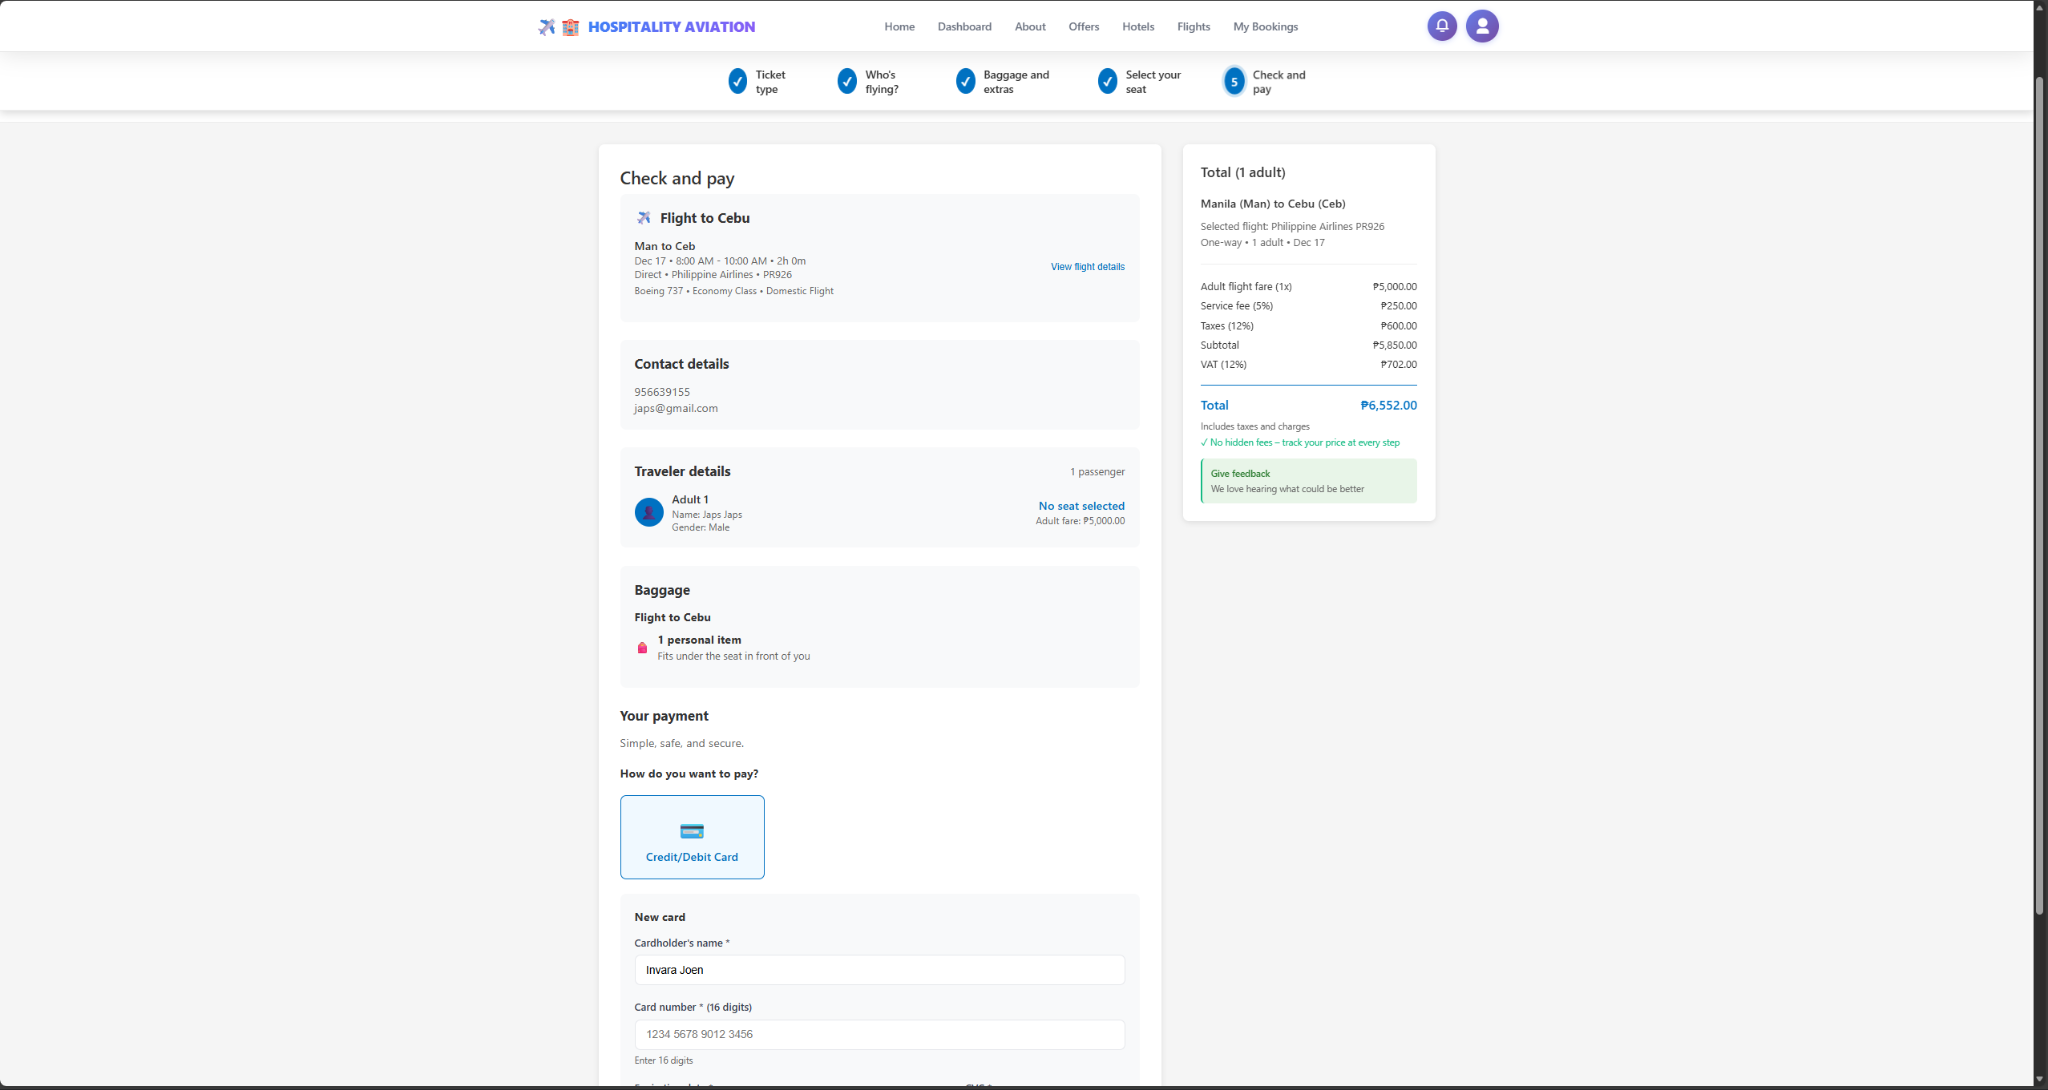 HOSPITALITY AVIATION
Home
Dashboard
About
Offers
Hotels
Flights
My Bookings
Ticket
type
Who's
flying?
Baggage and
extras
Select your
seat
5
Check and
pay
Check and pay
Flight to Cebu
Man to Ceb
Dec 17 • 8:00 AM - 10:00 AM • 2h 0m
Direct • Philippine Airlines • PR926
Boeing 737 • Economy Class • Domestic Flight
View flight details
Contact details
956639155
japs@gmail.com
Traveler details
1 passenger
Adult 1
Name: Japs Japs
Gender: Male
No seat selected
Adult fare: ₱5,000.00
Baggage
Flight to Cebu
1 personal item
Fits under the seat in front of you
Your payment
Simple, safe, and secure.
How do you want to pay?
Credit/Debit Card
New card
Cardholder's name *
Invara Joen
Card number * (16 digits)
1234 5678 9012 3456
Enter 16 digits
Total (1 adult)
Manila (Man) to Cebu (Ceb)
Selected flight: Philippine Airlines PR926
One-way • 1 adult • Dec 17
Adult flight fare (1x) ₱5,000.00
Service fee (5%) ₱250.00
Taxes (12%) ₱600.00
Subtotal ₱5,850.00
VAT (12%) ₱702.00
Total ₱6,552.00
Includes taxes and charges
✓ No hidden fees – track your price at every step
Give feedback
We love hearing what could be better